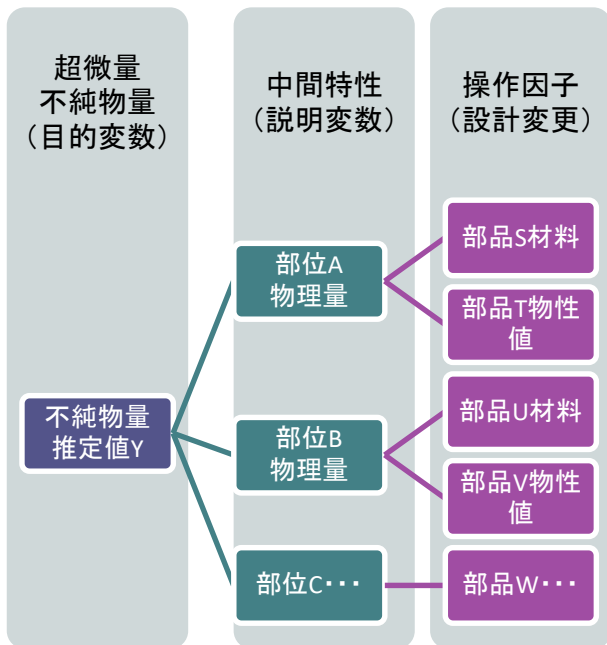 超微量
不純物量
（目的変数）
中間特性
（説明変数）
操作因子
（設計変更）
不純物量
推定値Y
部位A
物理量
部位B
物理量
部位C･･･
部品S材料
部品T物性
値
部品U材料
部品V物性
値
部品W･･･